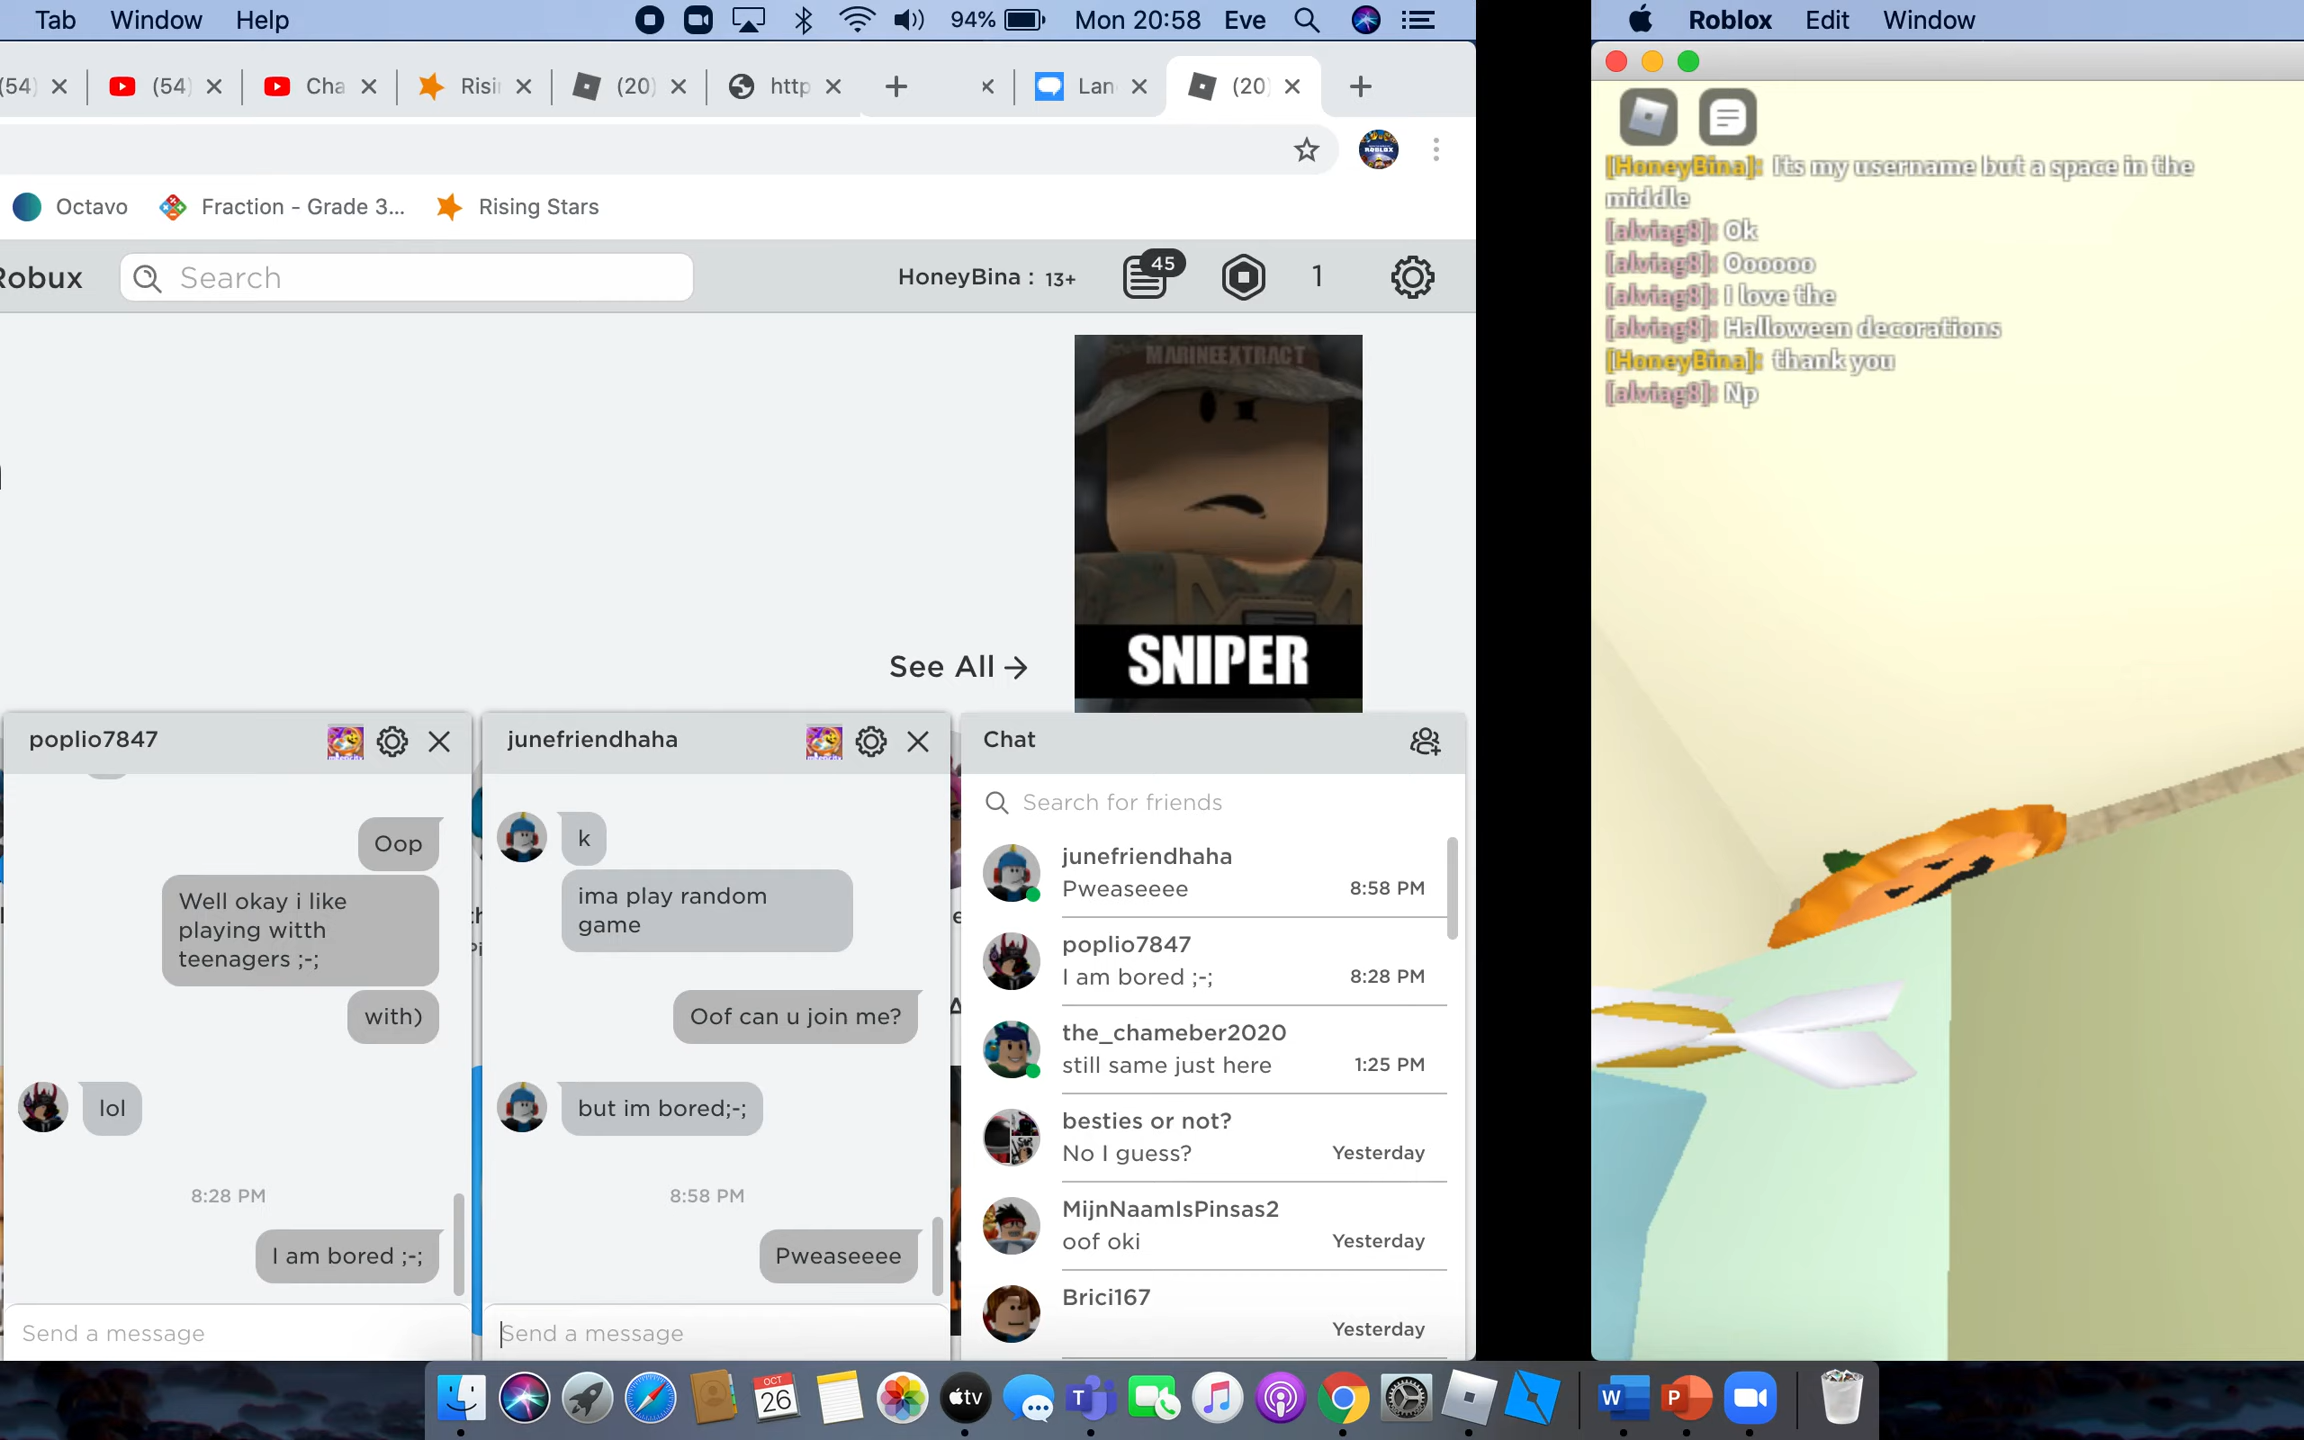 Tab Window Help 94% Mon 20:58 Eve
(54) (54) Cha Risi (20) http Lan (20)
Octavo Fraction - Grade 3... Rising Stars
Robux Search HoneyBina : 13+ 45 1
MARINEEXTRACT
SNIPER
See All →
poplio7847
Oop
Well okay i like
playing witth
teenagers ;-;
with)
lol
8:28 PM
I am bored ;-;
Send a message
junefriendhaha
k
ima play random
game
Oof can u join me?
but im bored;-;
8:58 PM
Pweaseeee
Send a message
Chat
Search for friends
junefriendhaha
Pweaseeee 8:58 PM
poplio7847
I am bored ;-; 8:28 PM
the_chameber2020
still same just here 1:25 PM
besties or not?
No I guess? Yesterday
MijnNaamIsPinsas2
oof oki Yesterday
Brici167
Yesterday
Roblox Edit Window
[HoneyBina]: Its my username but a space in the
middle
[alviag8]: Ok
[alviag8]: Oooooo
[alviag8]: I love the
[alviag8]: Halloween decorations
[HoneyBina]: thank you
[alviag8]: Np
OCT
26
tv
T
W
P